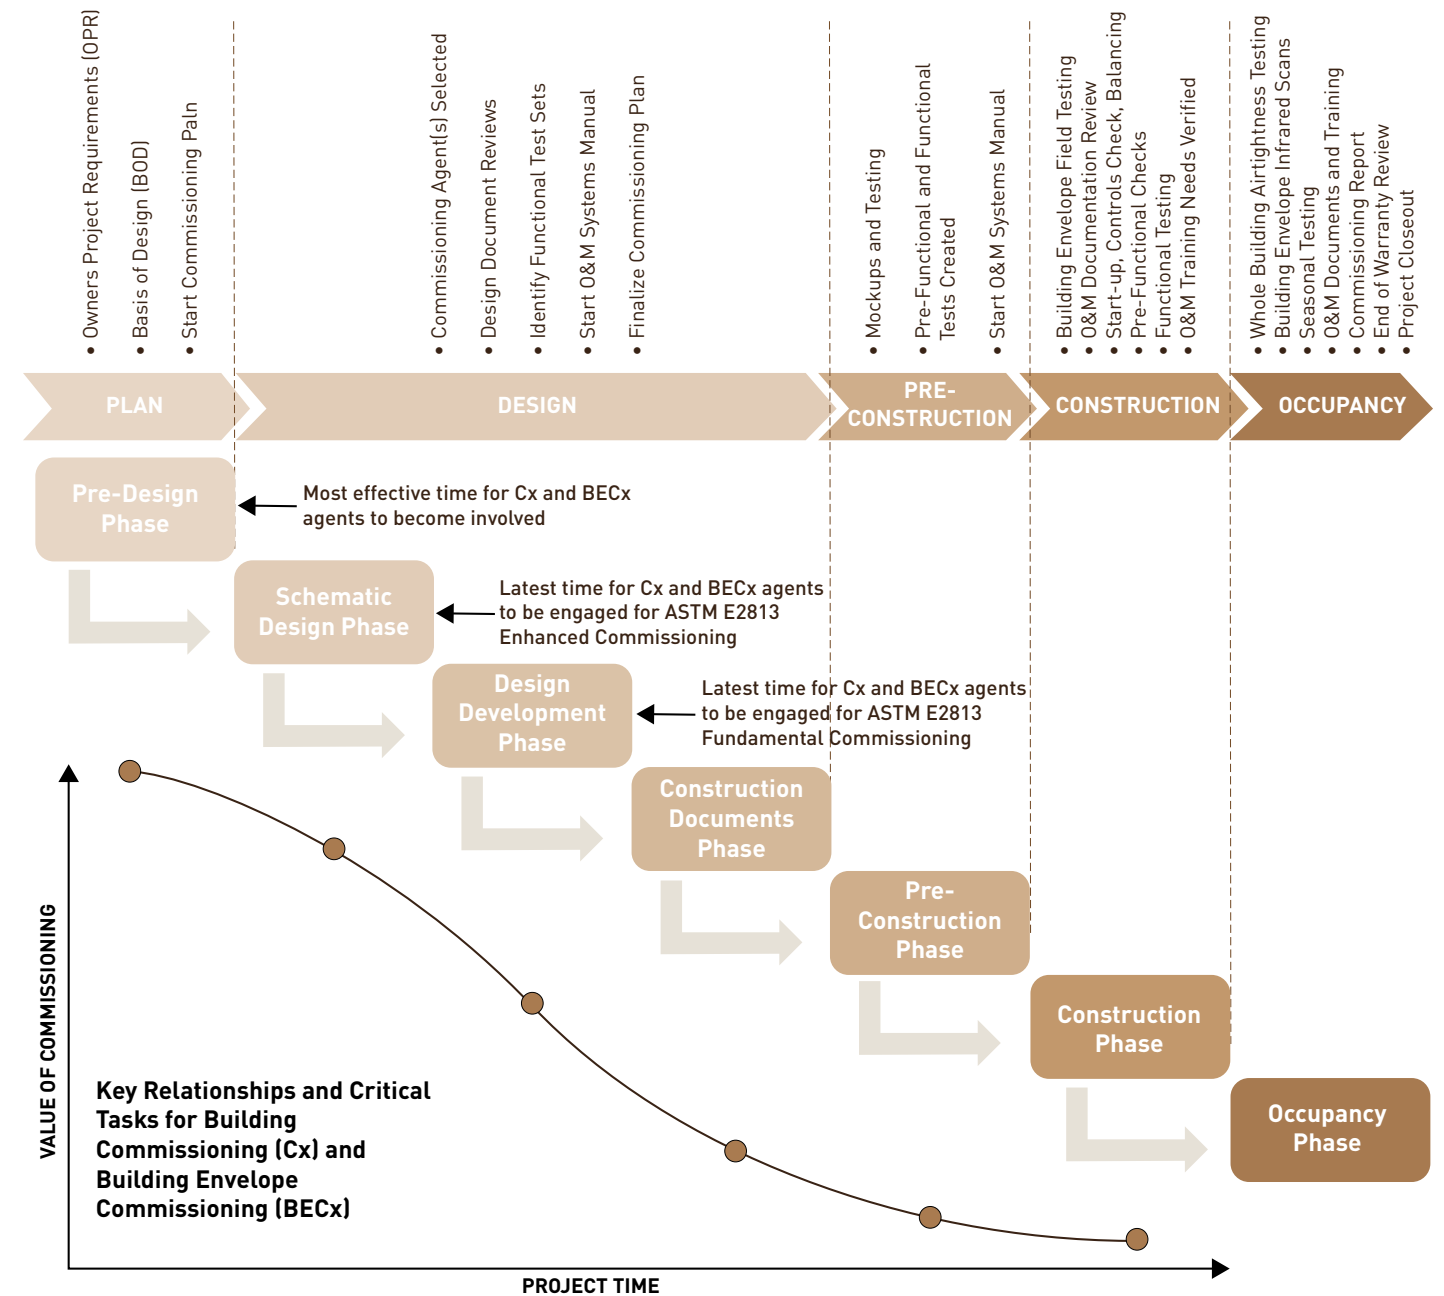 • Owners Project Requirements (OPR)
• Basis of Design (BOD)
• Start Commissioning Paln
• Commissioning Agent(s) Selected
• Design Document Reviews
• Identify Functional Test Sets
• Start O&M Systems Manual
• Finalize Commissioning Plan
• Mockups and Testing
• Pre-Functional and Functional
Tests Created
• Start O&M Systems Manual
• Building Envelope Field Testing
• O&M Documentation Review
• Start-up, Controls Check, Balancing
• Pre-Functional Checks
• Functional Testing
• O&M Training Needs Verified
• Whole Building Airtightness Testing
• Building Envelope Infrared Scans
• Seasonal Testing
• O&M Documents and Training
• Commissioning Report
• End of Warranty Review
• Project Closeout
PLAN
DESIGN
PRE-
CONSTRUCTION
CONSTRUCTION
OCCUPANCY
Pre-Design
Phase
Most effective time for Cx and BECx
agents to become involved
Schematic
Design Phase
Latest time for Cx and BECx agents
to be engaged for ASTM E2813
Enhanced Commissioning
Design
Development
Phase
Latest time for Cx and BECx agents
to be engaged for ASTM E2813
Fundamental Commissioning
Construction
Documents
Phase
Pre-
Construction
Phase
Construction
Phase
Occupancy
Phase
VALUE OF COMMISSIONING
Key Relationships and Critical
Tasks for Building
Commissioning (Cx) and
Building Envelope
Commissioning (BECx)
PROJECT TIME